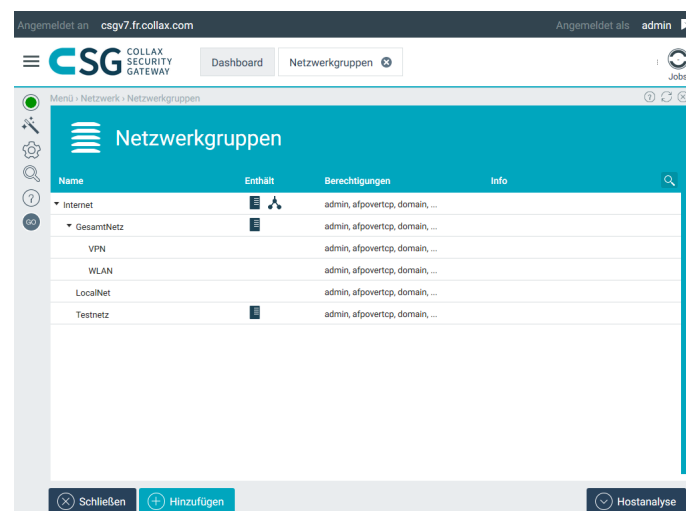 Angemeldet an csgv7.fr.collax.com Angemeldet als admin
CSG COLLAX SECURITY GATEWAY
Dashboard Netzwerkgruppen
Jobs
Menü › Netzwerk › Netzwerkgruppen
Netzwerkgruppen
Name Enthält Berechtigungen Info
Internet admin, afpovertcp, domain, ...
GesamtNetz admin, afpovertcp, domain, ...
VPN admin, afpovertcp, domain, ...
WLAN admin, afpovertcp, domain, ...
LocalNet admin, afpovertcp, domain, ...
Testnetz admin, afpovertcp, domain, ...
GO
Schließen Hinzufügen Hostanalyse